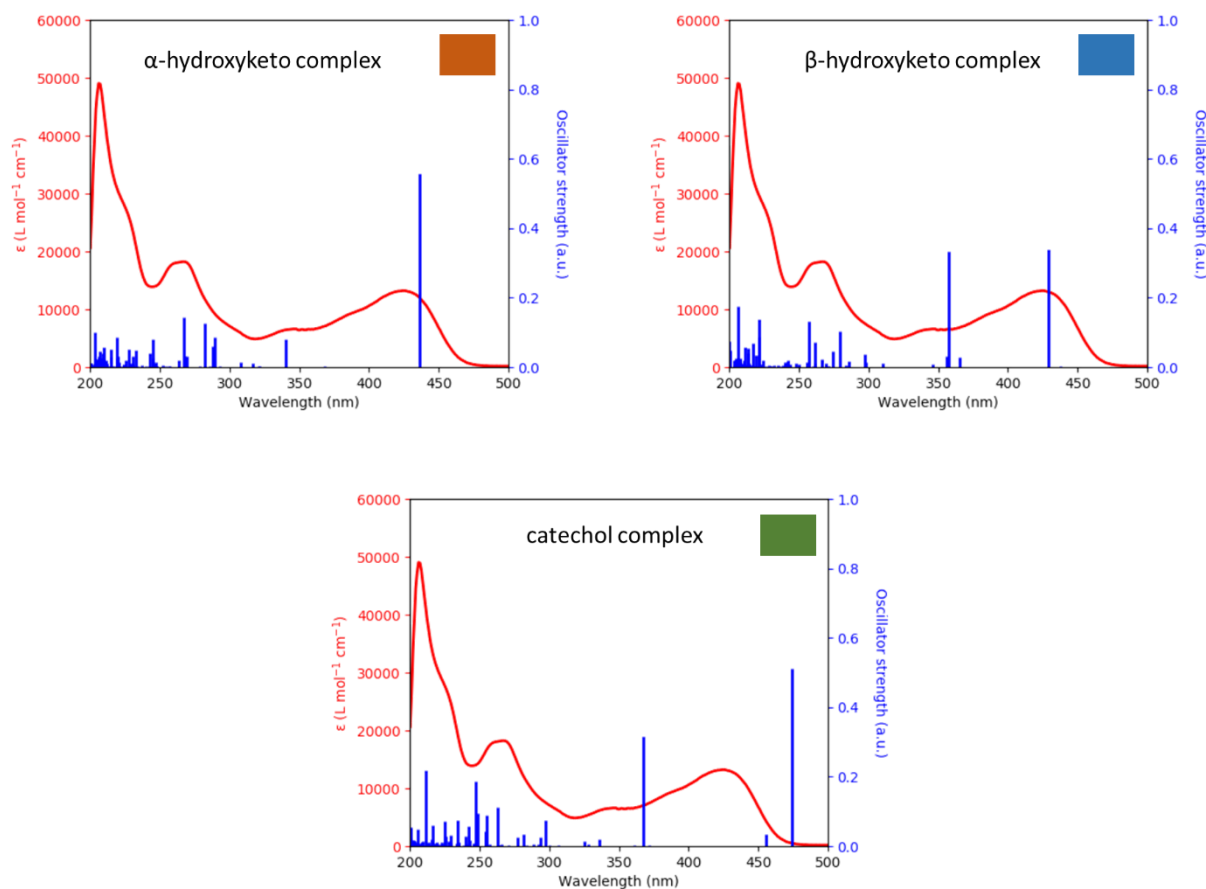 α-hydroxyketo complex
60000
50000
40000
30000
20000
10000
0
ε (L mol⁻¹ cm⁻¹)
1.0
0.8
0.6
0.4
0.2
0.0
Oscillator strength (a.u.)
200 250 300 350 400 450 500
Wavelength (nm)
β-hydroxyketo complex
60000
50000
40000
30000
20000
10000
0
ε (L mol⁻¹ cm⁻¹)
1.0
0.8
0.6
0.4
0.2
0.0
Oscillator strength (a.u.)
200 250 300 350 400 450 500
Wavelength (nm)
catechol complex
60000
50000
40000
30000
20000
10000
0
ε (L mol⁻¹ cm⁻¹)
1.0
0.8
0.6
0.4
0.2
0.0
Oscillator strength (a.u.)
200 250 300 350 400 450 500
Wavelength (nm)